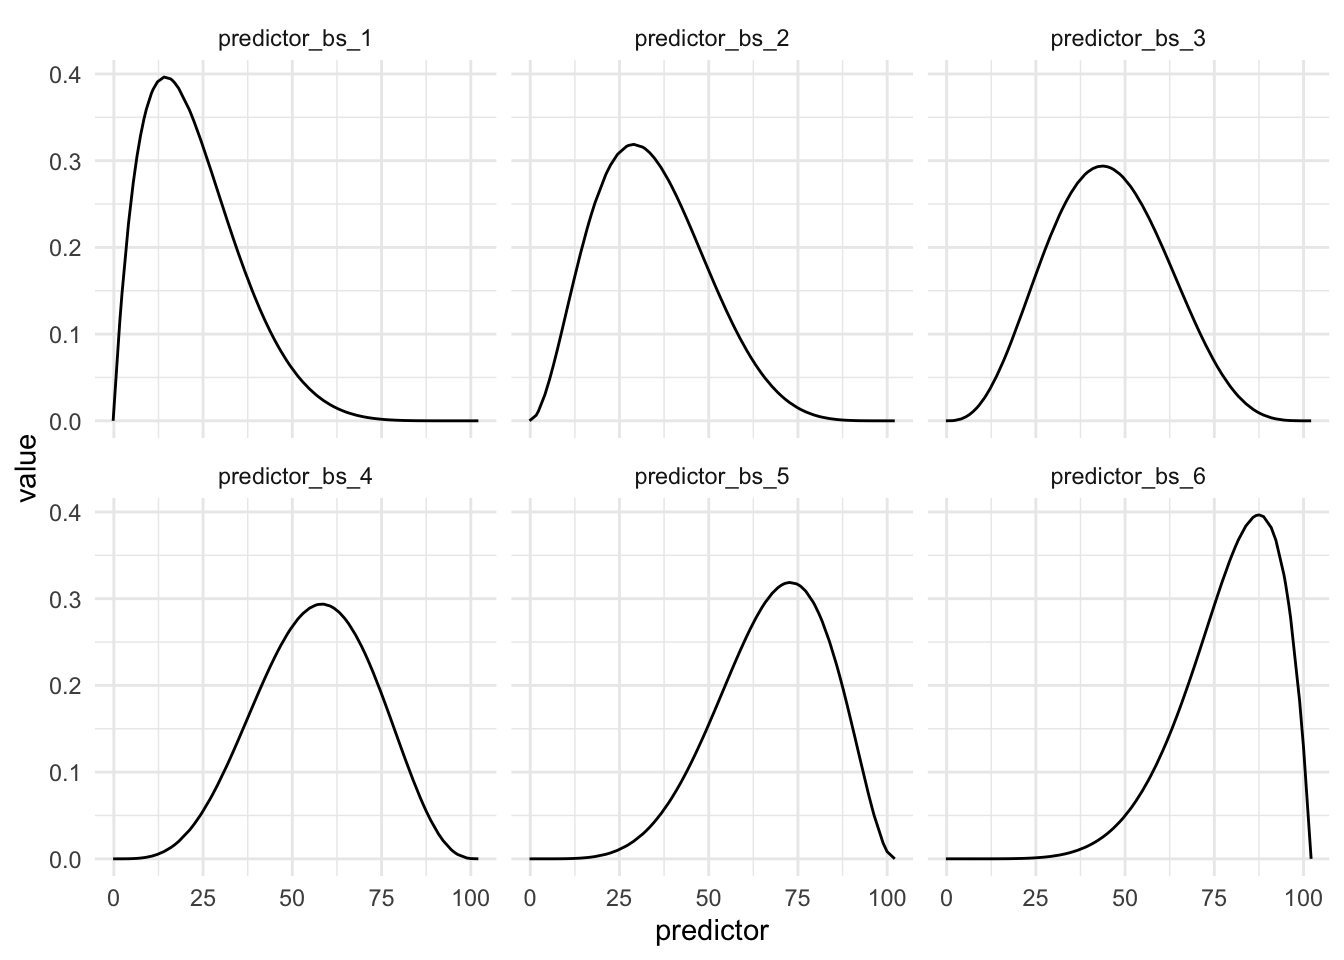 predictor_bs_1 predictor_bs_2 predictor_bs_3
0.4
0.3
0.2
0.1
0.0
value
predictor_bs_4 predictor_bs_5 predictor_bs_6
0.4
0.3
0.2
0.1
0.0
0 25 50 75 100 0 25 50 75 100 0 25 50 75 100
predictor